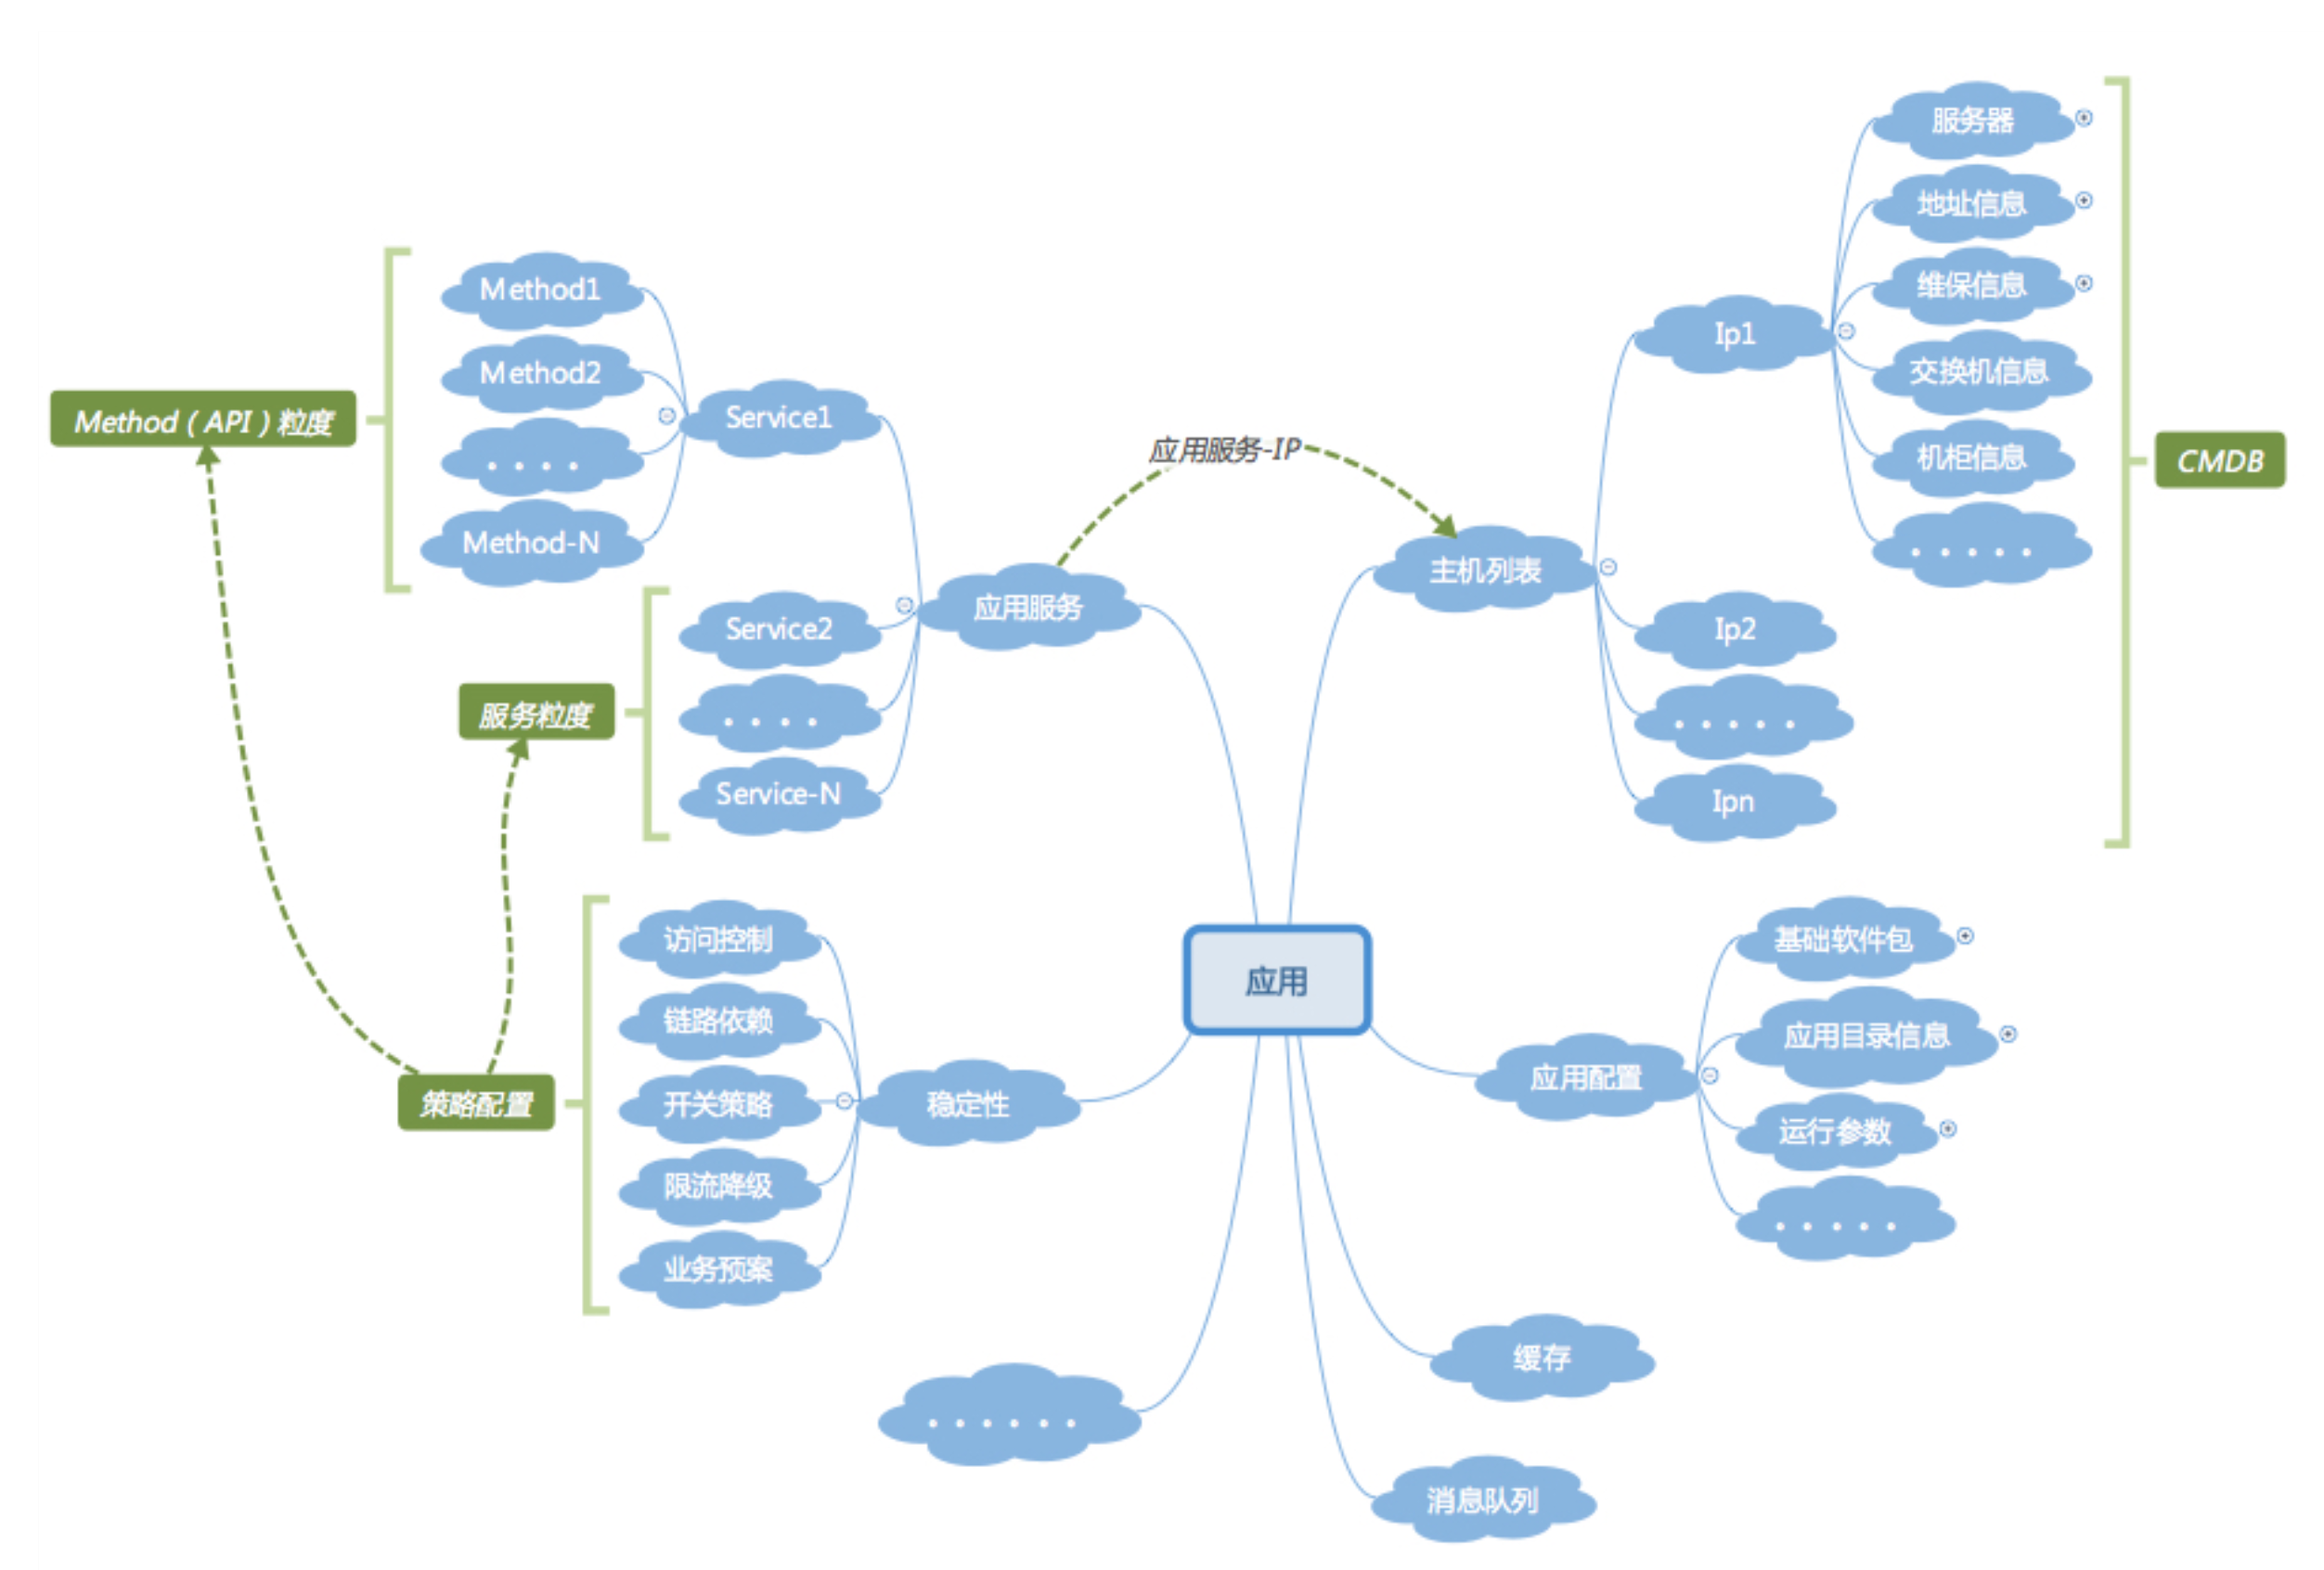 Method1
Method2
. . . .
Method-N
Method（API）粒度
Service1
Service2
. . . .
Service-N
服务粒度
应用服务
应用服务-IP
访问控制
链路依赖
开关策略
限流降级
业务预案
策略配置
稳定性
. . . . . .
应用
服务器
地址信息
维保信息
交换机信息
机柜信息
. . . . .
Ip1
CMDB
主机列表
Ip2
. . . . .
Ipn
基础软件包
应用目录信息
应用配置
运行参数
. . . . .
缓存
消息队列